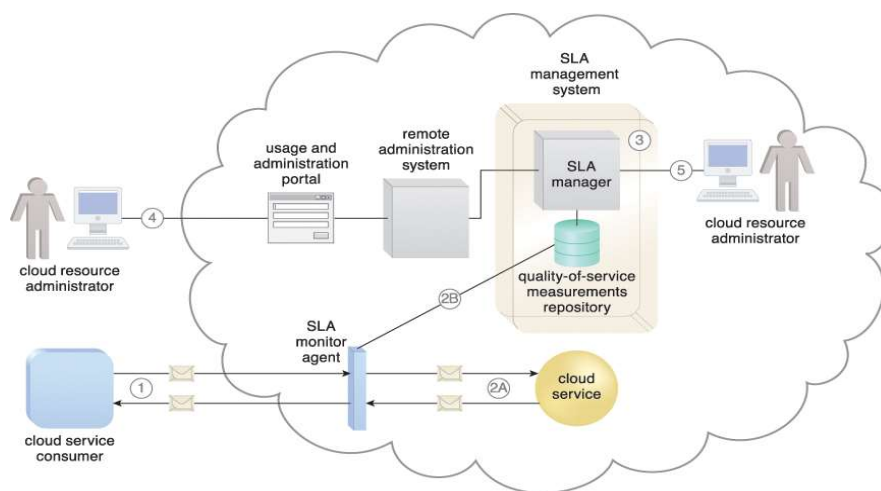 SLA
management
system
usage and
administration
portal
remote
administration
system
SLA
manager
3
5
4
cloud resource
administrator
cloud resource
administrator
quality-of-service
measurements
repository
2B
SLA
monitor
agent
1
2A
cloud
service
cloud service
consumer